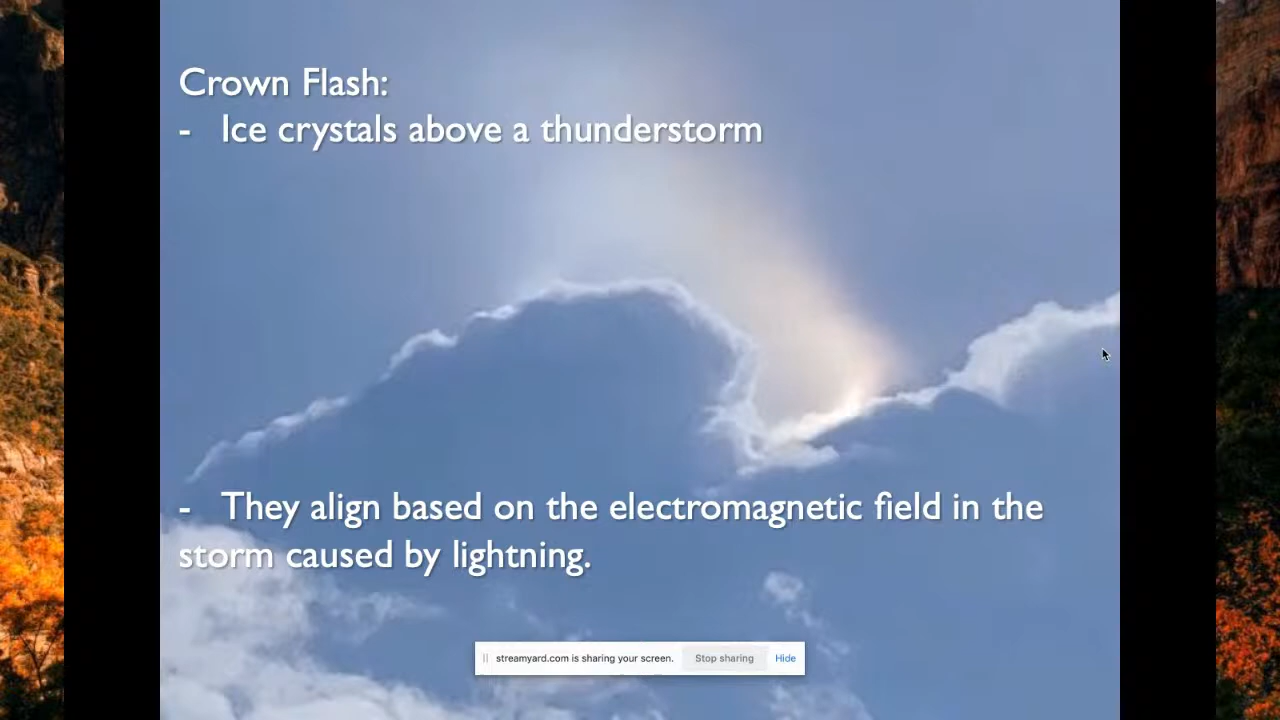 Crown Flash:
- Ice crystals above a thunderstorm
- They align based on the electromagnetic field in the
storm caused by lightning.
streamyard.com is sharing your screen. Stop sharing Hide